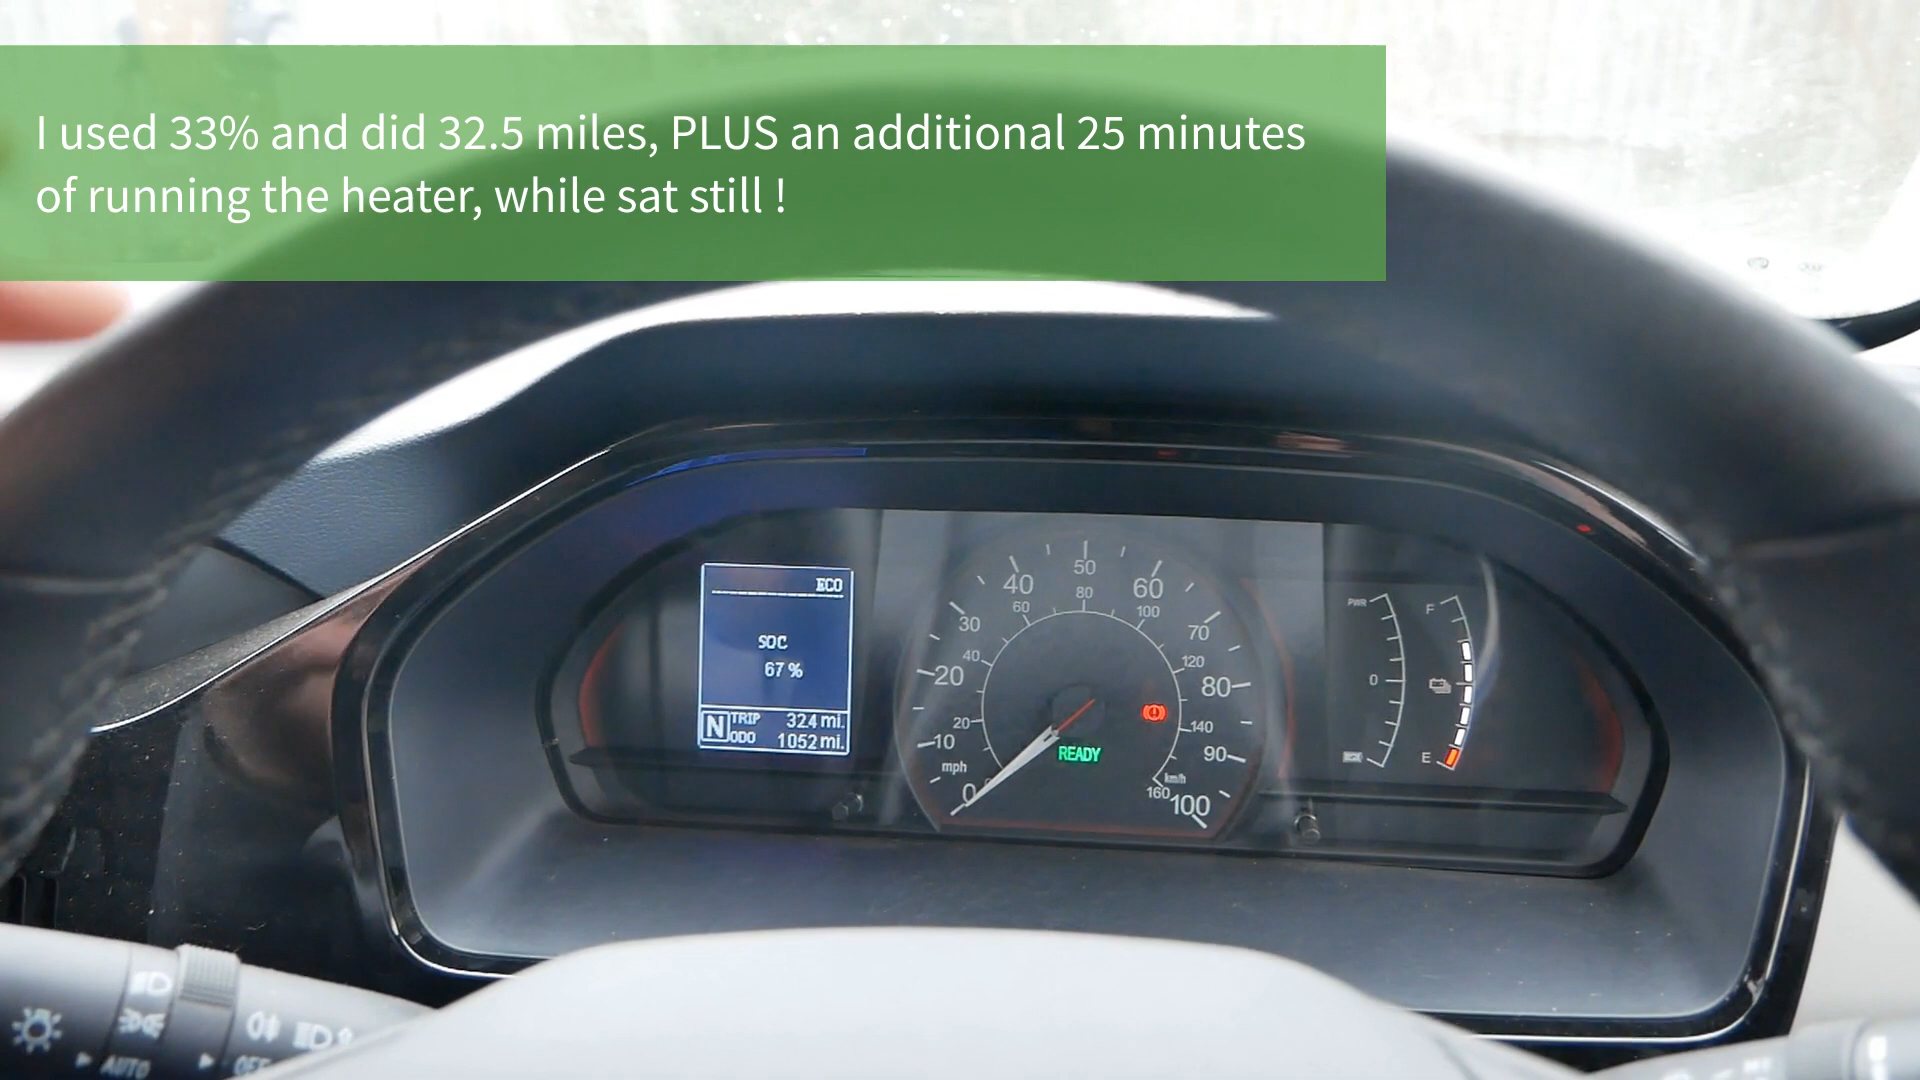 I used 33% and did 32.5 miles, PLUS an additional 25 minutes
of running the heater, while sat still !
ECO
SOC
67 %
N
TRIP 32.4 mi.
ODO 1052 mi.
0
10
20
30
40
50
60
70
80
90
100
mph
20
40
60
80
100
120
140
160
km/h
READY
PWR
0
F
E
AUTO
OFF